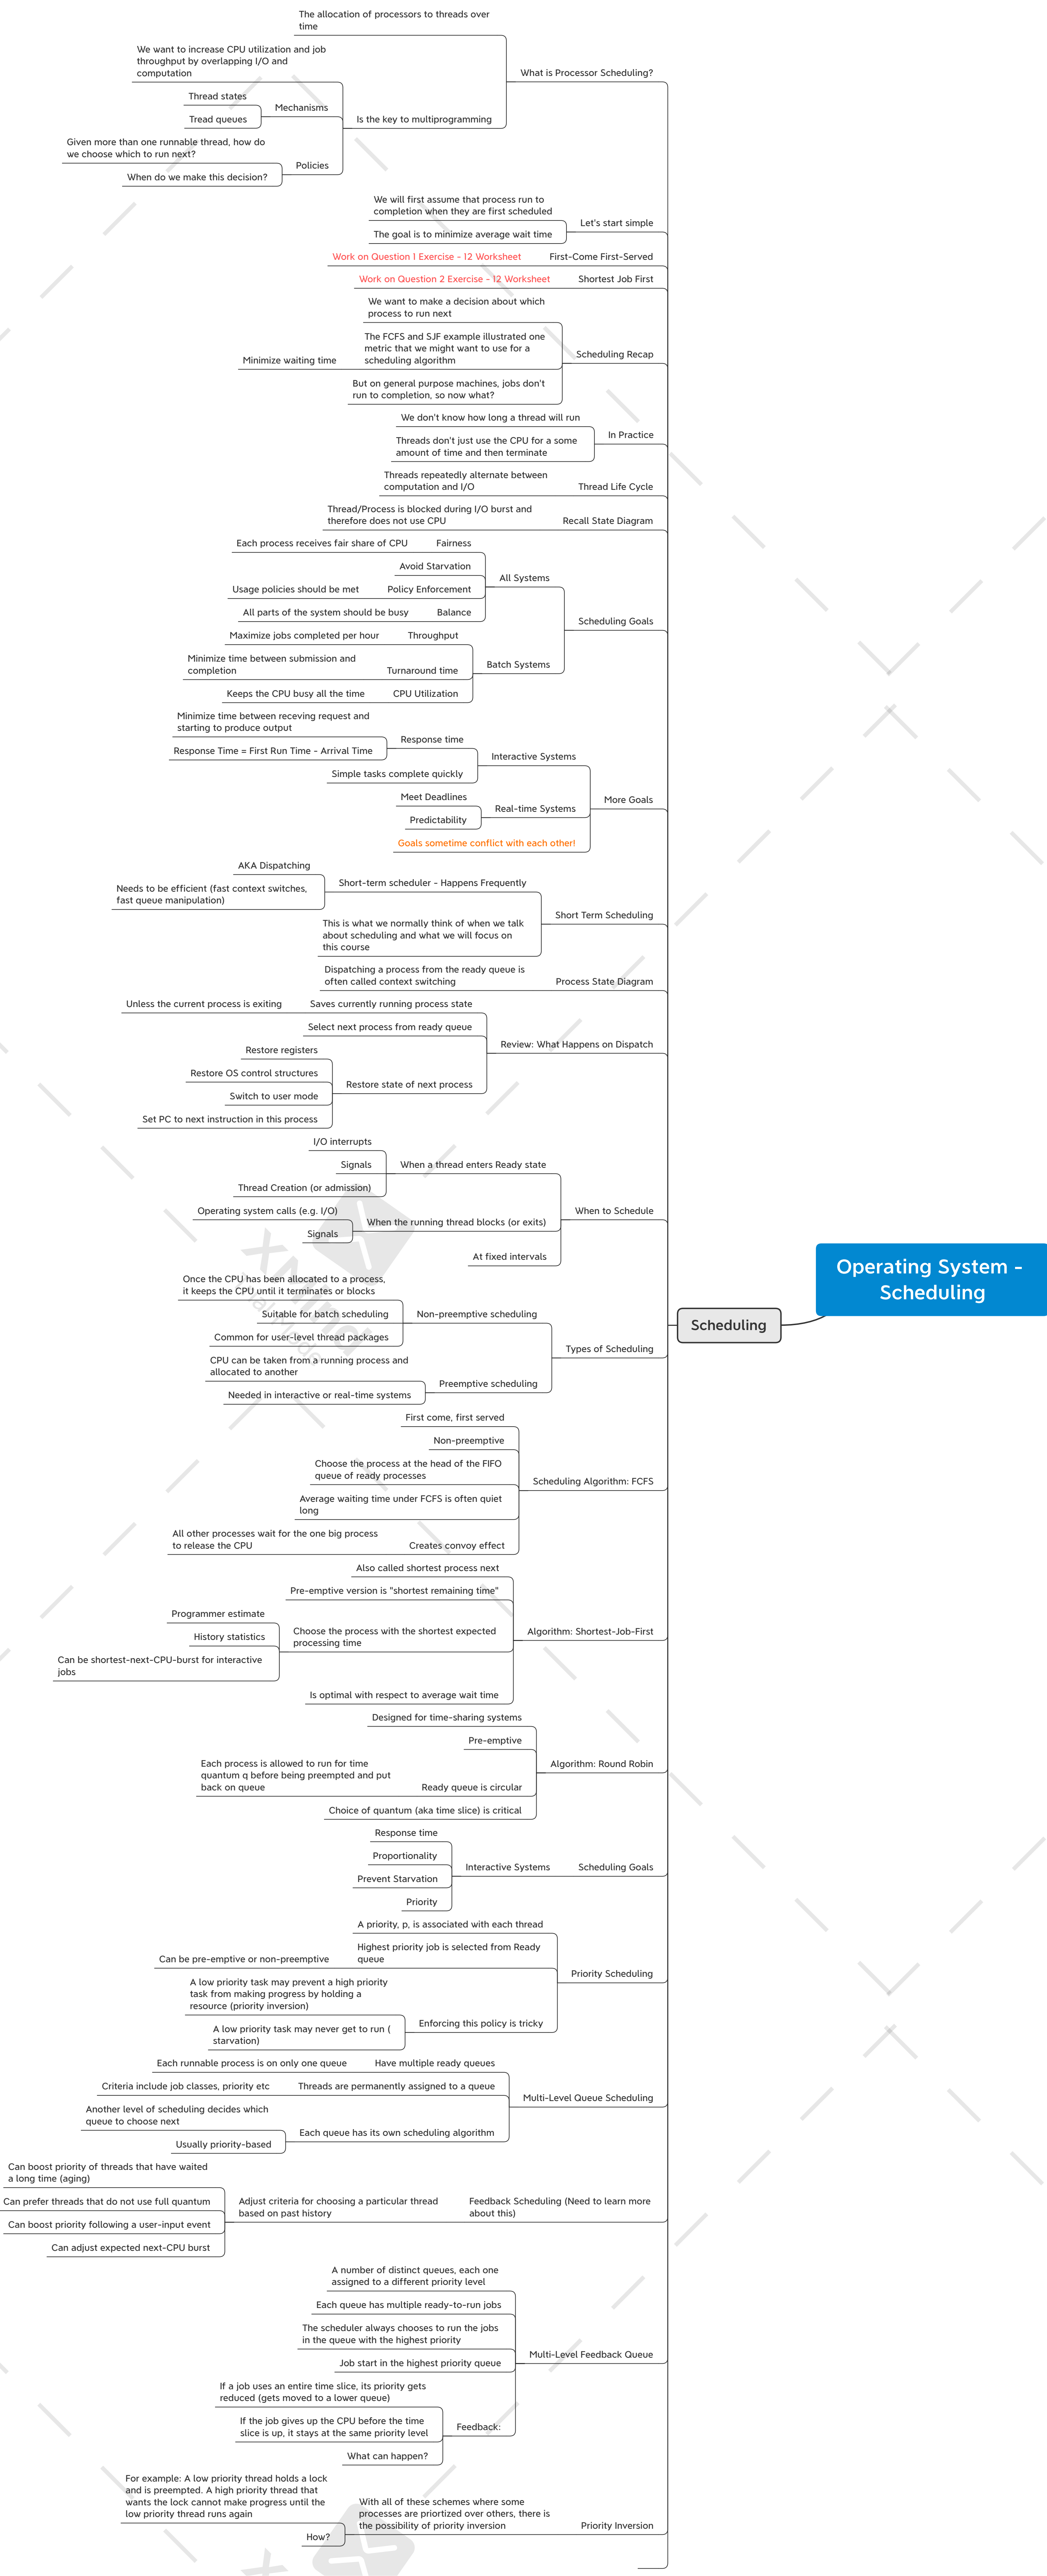 The allocation of processors to threads over
time
We want to increase CPU utilization and job
throughput by overlapping I/O and
computation
What is Processor Scheduling?
Thread states
Mechanisms
Tread queues
Is the key to multiprogramming
Given more than one runnable thread, how do
we choose which to run next?
Policies
When do we make this decision?
We will first assume that process run to
completion when they are first scheduled
Let's start simple
The goal is to minimize average wait time
Work on Question 1 Exercise - 12 Worksheet
First-Come First-Served
Work on Question 2 Exercise - 12 Worksheet
Shortest Job First
We want to make a decision about which
process to run next
The FCFS and SJF example illustrated one
metric that we might want to use for a
scheduling algorithm
Minimize waiting time
Scheduling Recap
But on general purpose machines, jobs don't
run to completion, so now what?
We don't know how long a thread will run
In Practice
Threads don't just use the CPU for a some
amount of time and then terminate
Threads repeatedly alternate between
computation and I/O
Thread Life Cycle
Thread/Process is blocked during I/O burst and
therefore does not use CPU
Recall State Diagram
Each process receives fair share of CPU
Fairness
Avoid Starvation
All Systems
Usage policies should be met
Policy Enforcement
All parts of the system should be busy
Balance
Scheduling Goals
Maximize jobs completed per hour
Throughput
Minimize time between submission and
completion
Turnaround time
Batch Systems
Keeps the CPU busy all the time
CPU Utilization
Minimize time between receving request and
starting to produce output
Response time
Response Time = First Run Time - Arrival Time
Interactive Systems
Simple tasks complete quickly
Meet Deadlines
Real-time Systems
Predictability
More Goals
Goals sometime conflict with each other!
AKA Dispatching
Short-term scheduler - Happens Frequently
Needs to be efficient (fast context switches,
fast queue manipulation)
Short Term Scheduling
This is what we normally think of when we talk
about scheduling and what we will focus on
this course
Dispatching a process from the ready queue is
often called context switching
Process State Diagram
Unless the current process is exiting
Saves currently running process state
Select next process from ready queue
Review: What Happens on Dispatch
Restore registers
Restore OS control structures
Restore state of next process
Switch to user mode
Set PC to next instruction in this process
I/O interrupts
Signals
When a thread enters Ready state
Thread Creation (or admission)
Operating system calls (e.g. I/O)
When the running thread blocks (or exits)
Signals
When to Schedule
At fixed intervals
Operating System -
Scheduling
Scheduling
Once the CPU has been allocated to a process,
it keeps the CPU until it terminates or blocks
Suitable for batch scheduling
Non-preemptive scheduling
Common for user-level thread packages
Types of Scheduling
CPU can be taken from a running process and
allocated to another
Preemptive scheduling
Needed in interactive or real-time systems
First come, first served
Non-preemptive
Choose the process at the head of the FIFO
queue of ready processes
Scheduling Algorithm: FCFS
Average waiting time under FCFS is often quiet
long
All other processes wait for the one big process
to release the CPU
Creates convoy effect
Also called shortest process next
Pre-emptive version is "shortest remaining time"
Programmer estimate
History statistics
Choose the process with the shortest expected
processing time
Algorithm: Shortest-Job-First
Can be shortest-next-CPU-burst for interactive
jobs
Is optimal with respect to average wait time
Designed for time-sharing systems
Pre-emptive
Algorithm: Round Robin
Each process is allowed to run for time
quantum q before being preempted and put
back on queue
Ready queue is circular
Choice of quantum (aka time slice) is critical
Response time
Proportionality
Interactive Systems
Scheduling Goals
Prevent Starvation
Priority
A priority, p, is associated with each thread
Highest priority job is selected from Ready
queue
Can be pre-emptive or non-preemptive
Priority Scheduling
A low priority task may prevent a high priority
task from making progress by holding a
resource (priority inversion)
Enforcing this policy is tricky
A low priority task may never get to run (
starvation)
Each runnable process is on only one queue
Have multiple ready queues
Criteria include job classes, priority etc
Threads are permanently assigned to a queue
Multi-Level Queue Scheduling
Another level of scheduling decides which
queue to choose next
Each queue has its own scheduling algorithm
Usually priority-based
Can boost priority of threads that have waited
a long time (aging)
Can prefer threads that do not use full quantum
Adjust criteria for choosing a particular thread
based on past history
Feedback Scheduling (Need to learn more
about this)
Can boost priority following a user-input event
Can adjust expected next-CPU burst
A number of distinct queues, each one
assigned to a different priority level
Each queue has multiple ready-to-run jobs
The scheduler always chooses to run the jobs
in the queue with the highest priority
Multi-Level Feedback Queue
Job start in the highest priority queue
If a job uses an entire time slice, its priority gets
reduced (gets moved to a lower queue)
If the job gives up the CPU before the time
slice is up, it stays at the same priority level
Feedback:
What can happen?
For example: A low priority thread holds a lock
and is preempted. A high priority thread that
wants the lock cannot make progress until the
low priority thread runs again
With all of these schemes where some
processes are priortized over others, there is
the possibility of priority inversion
Priority Inversion
How?
XMind